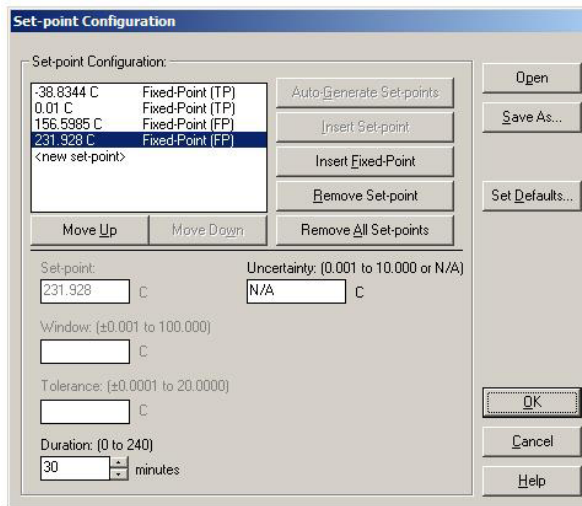 Set-point Configuration
Set-point Configuration:
-38.8344 C Fixed-Point (TP)
0.01 C Fixed-Point (TP)
156.5985 C Fixed-Point (FP)
231.928 C Fixed-Point (FP)
<new set-point>
Auto-Generate Set-points
Insert Set-point
Insert Fixed-Point
Remove Set-point
Move Up Move Down Remove All Set-points
Set-point:
231.928 C
Uncertainty: (0.001 to 10.000 or N/A)
N/A C
Window: (±0.001 to 100.000)
C
Tolerance: (±0.0001 to 20.0000)
C
Duration: (0 to 240)
30 minutes
Open
Save As...
Set Defaults...
OK
Cancel
Help